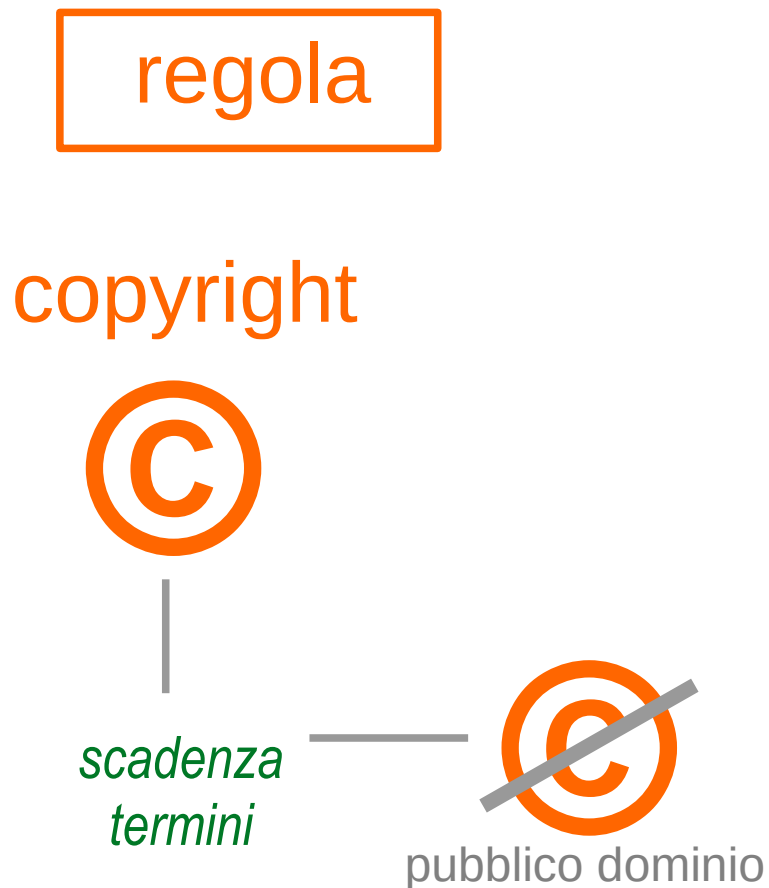 regola
copyright
©
scadenza
termini
©
pubblico dominio